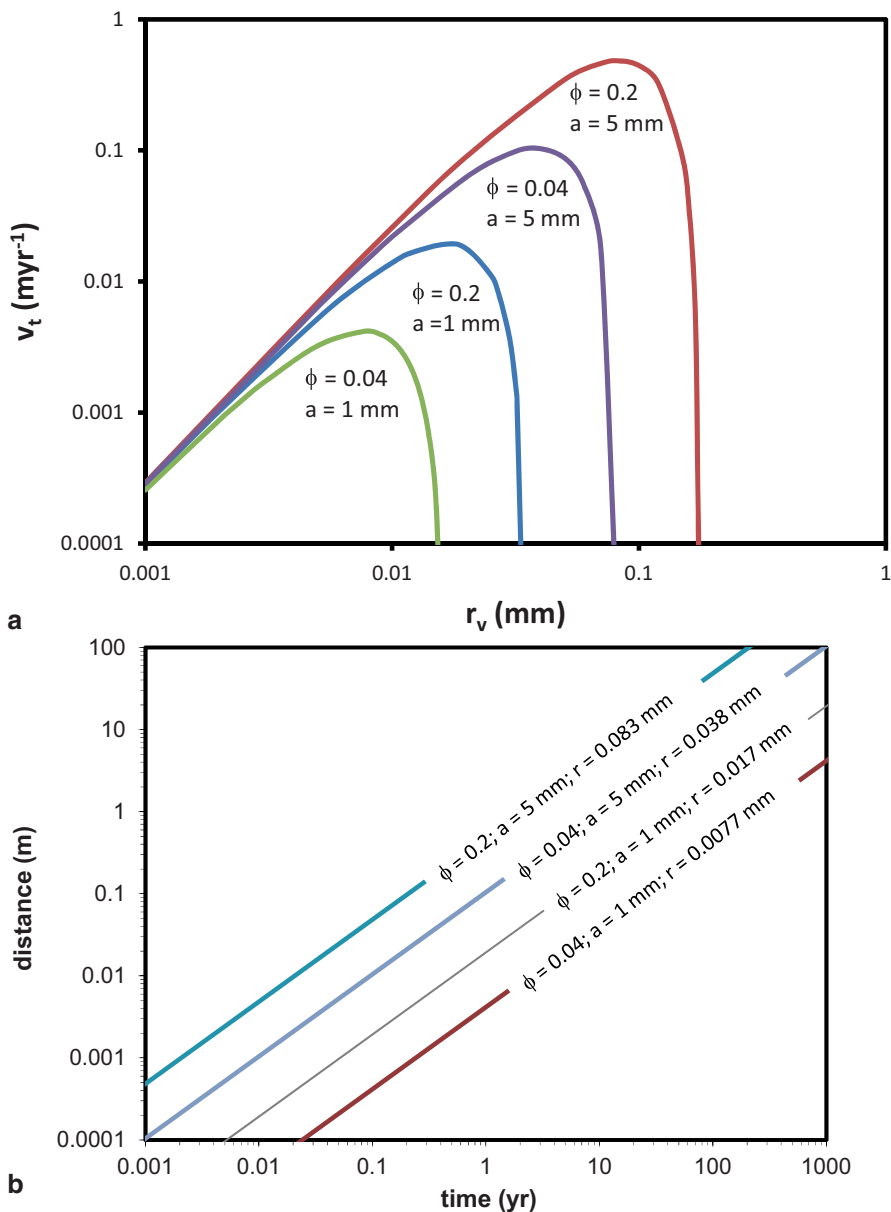 1
0.1
0.01
0.001
0.0001
v_t (myr⁻¹)
ϕ = 0.2
a = 5 mm
ϕ = 0.04
a = 5 mm
ϕ = 0.2
a =1 mm
ϕ = 0.04
a = 1 mm
0.001 0.01 0.1 1
r_v (mm)
a
100
10
1
0.1
0.01
0.001
0.0001
distance (m)
ϕ = 0.2; a = 5 mm; r = 0.083 mm
ϕ = 0.04; a = 5 mm; r = 0.038 mm
ϕ = 0.2; a = 1 mm; r = 0.017 mm
ϕ = 0.04; a = 1 mm; r = 0.0077 mm
0.001 0.01 0.1 1 10 100 1000
time (yr)
b